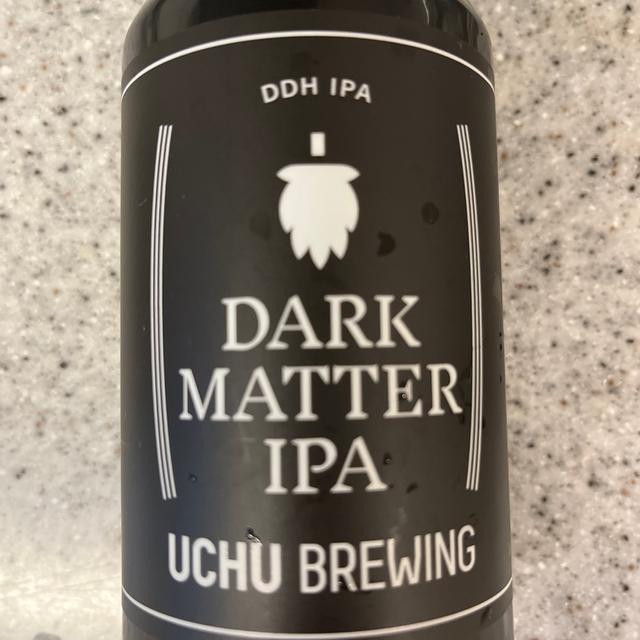 DDH IPA
DARK
MATTER
IPA
UCHU BREWING